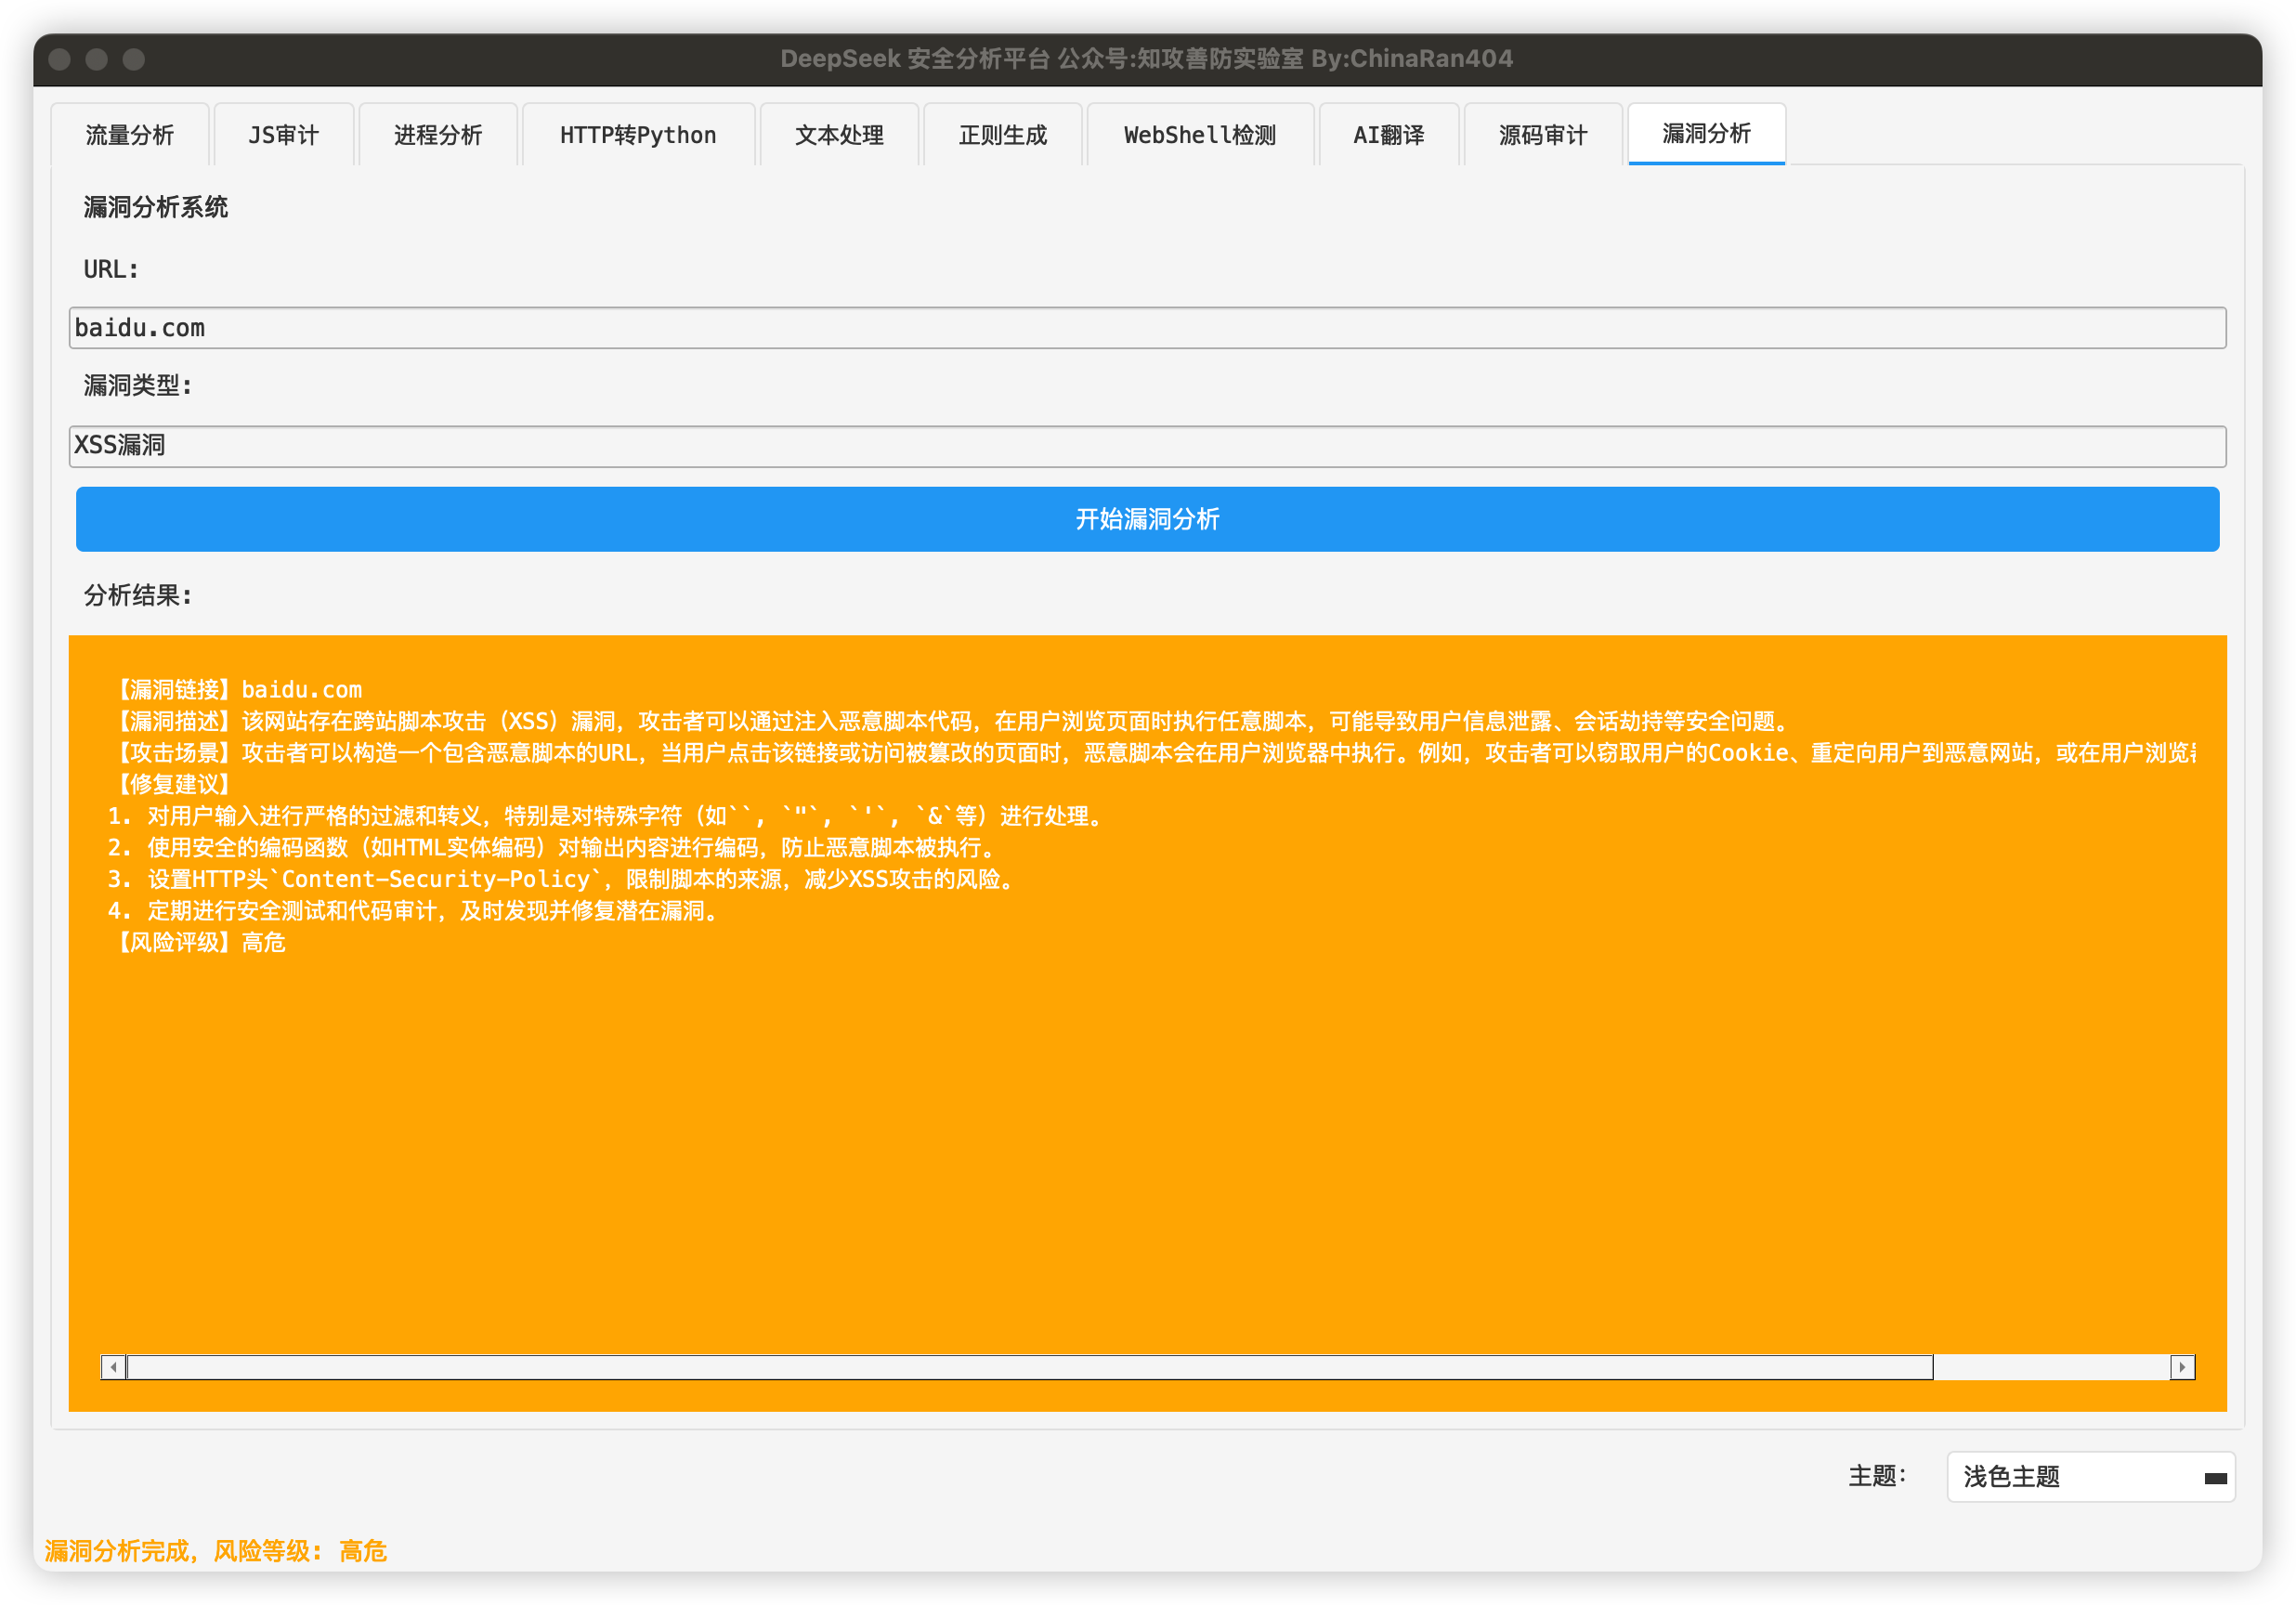 DeepSeek 安全分析平台 公众号:知攻善防实验室 By:ChinaRan404
流量分析 JS审计 进程分析 HTTP转Python 文本处理 正则生成 WebShell检测 AI翻译 源码审计 漏洞分析
漏洞分析系统
URL:
baidu.com
漏洞类型:
XSS漏洞
开始漏洞分析
分析结果:
【漏洞链接】baidu.com
【漏洞描述】该网站存在跨站脚本攻击（XSS）漏洞，攻击者可以通过注入恶意脚本代码，在用户浏览页面时执行任意脚本，可能导致用户信息泄露、会话劫持等安全问题。
【攻击场景】攻击者可以构造一个包含恶意脚本的URL，当用户点击该链接或访问被篡改的页面时，恶意脚本会在用户浏览器中执行。例如，攻击者可以窃取用户的Cookie、重定向用户到恶意网站，或在用户浏览
【修复建议】
1. 对用户输入进行严格的过滤和转义，特别是对特殊字符（如``, `"`, `'`, `&`等）进行处理。
2. 使用安全的编码函数（如HTML实体编码）对输出内容进行编码，防止恶意脚本被执行。
3. 设置HTTP头`Content-Security-Policy`，限制脚本的来源，减少XSS攻击的风险。
4. 定期进行安全测试和代码审计，及时发现并修复潜在漏洞。
【风险评级】高危
主题: 浅色主题
漏洞分析完成，风险等级: 高危